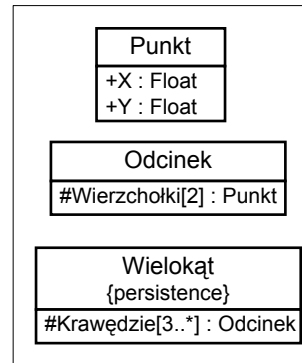 Punkt
+X : Float
+Y : Float
Odcinek
#Wierzchołki[2] : Punkt
Wielokąt
{persistence}
#Krawędzie[3..*] : Odcinek